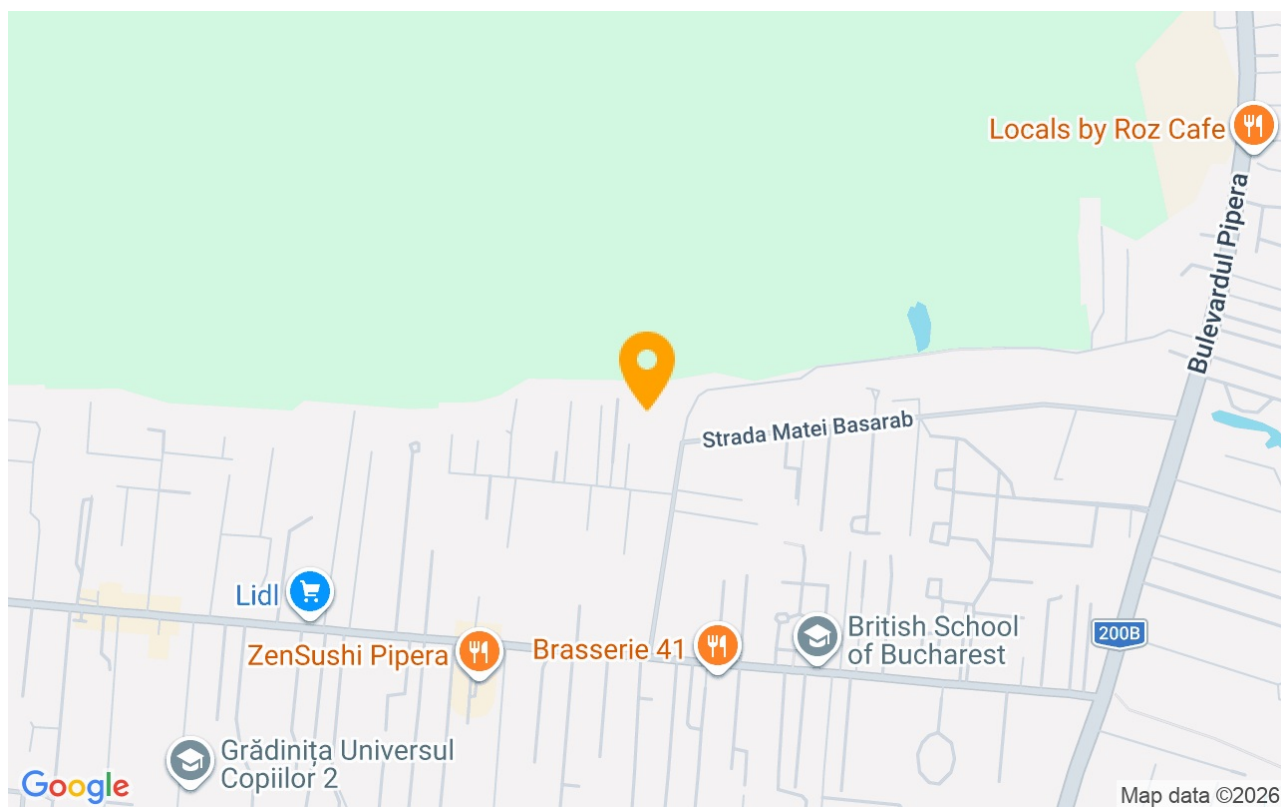 Locals by Roz Cafe
Bulevardul Pipera
Strada Matei Basarab
Lidl
ZenSushi Pipera
Brasserie 41
British School
of Bucharest
200B
Grădinița Universul
Copiilor 2
Google
Map data ©2026